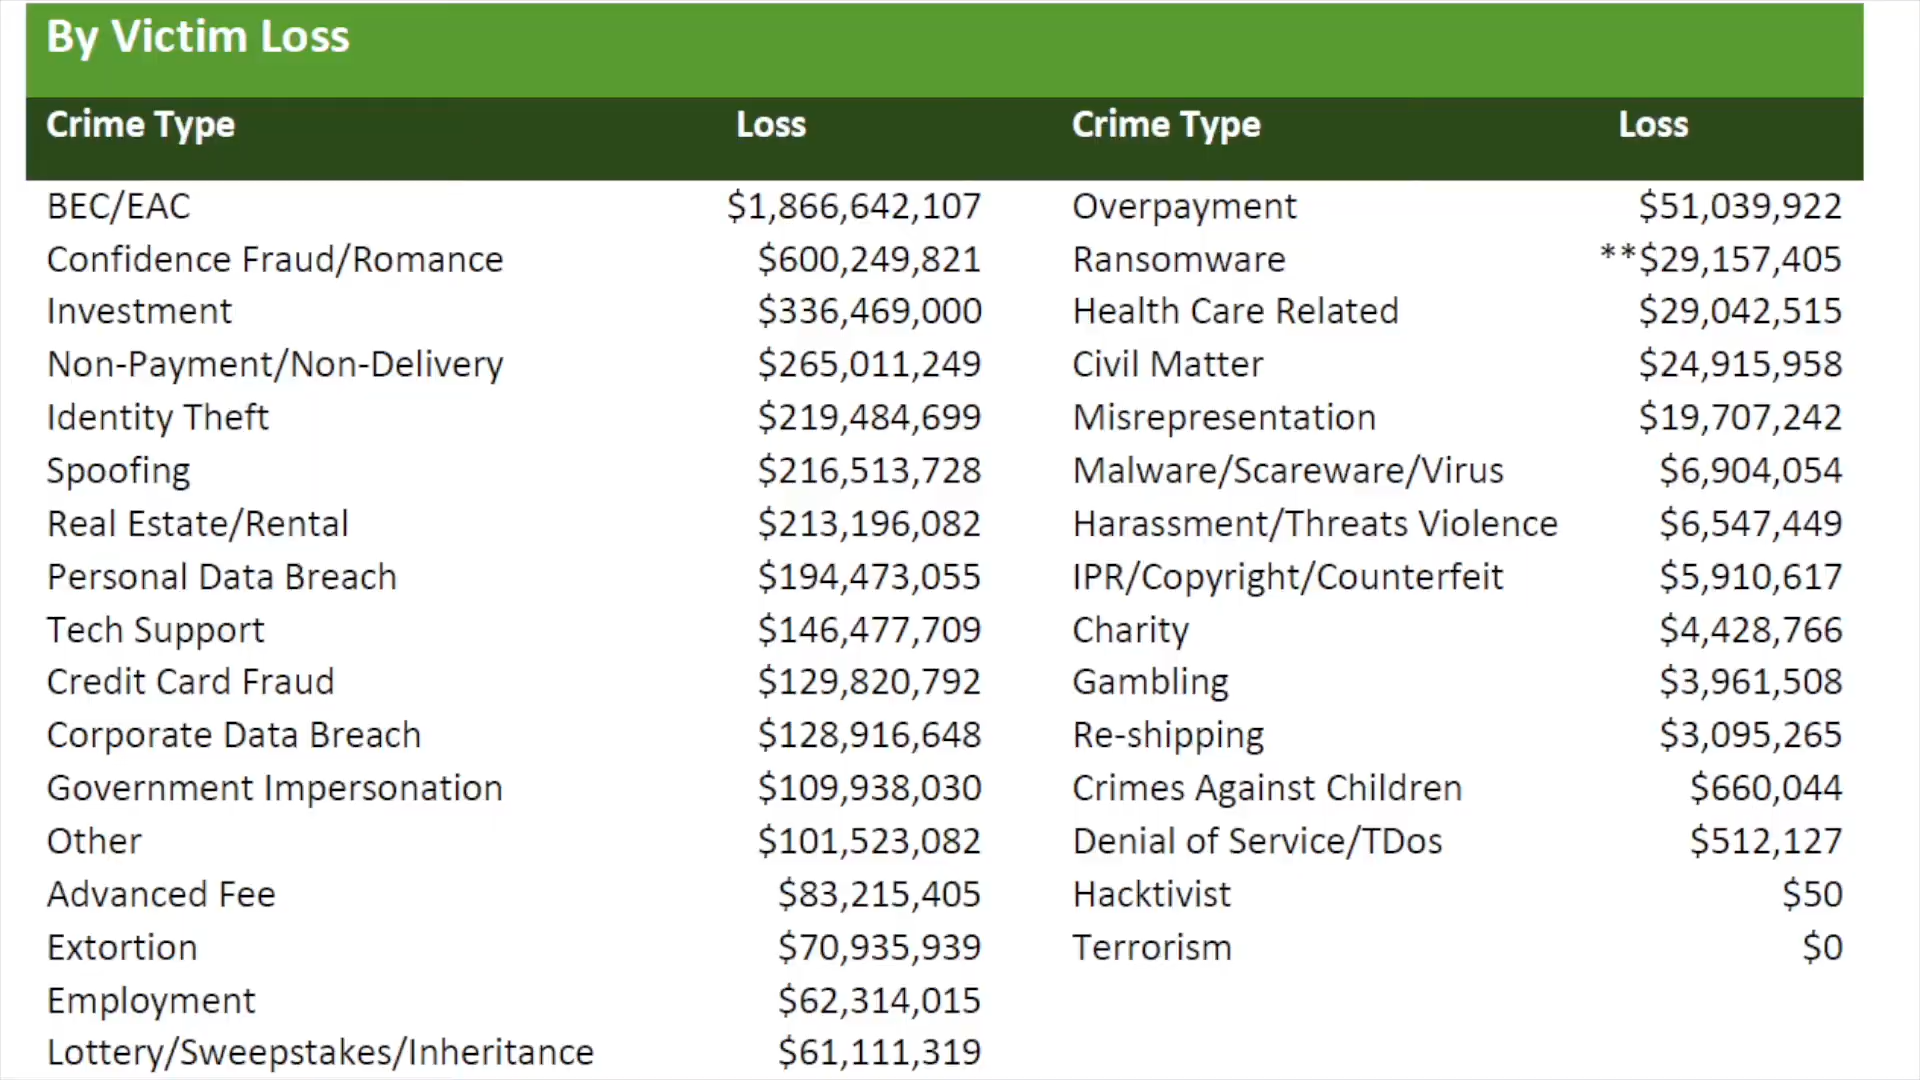 By Victim Loss
Crime Type Loss Crime Type Loss
BEC/EAC $1,866,642,107 Overpayment $51,039,922
Confidence Fraud/Romance $600,249,821 Ransomware **$29,157,405
Investment $336,469,000 Health Care Related $29,042,515
Non-Payment/Non-Delivery $265,011,249 Civil Matter $24,915,958
Identity Theft $219,484,699 Misrepresentation $19,707,242
Spoofing $216,513,728 Malware/Scareware/Virus $6,904,054
Real Estate/Rental $213,196,082 Harassment/Threats Violence $6,547,449
Personal Data Breach $194,473,055 IPR/Copyright/Counterfeit $5,910,617
Tech Support $146,477,709 Charity $4,428,766
Credit Card Fraud $129,820,792 Gambling $3,961,508
Corporate Data Breach $128,916,648 Re-shipping $3,095,265
Government Impersonation $109,938,030 Crimes Against Children $660,044
Other $101,523,082 Denial of Service/TDos $512,127
Advanced Fee $83,215,405 Hacktivist $50
Extortion $70,935,939 Terrorism $0
Employment $62,314,015
Lottery/Sweepstakes/Inheritance $61,111,319